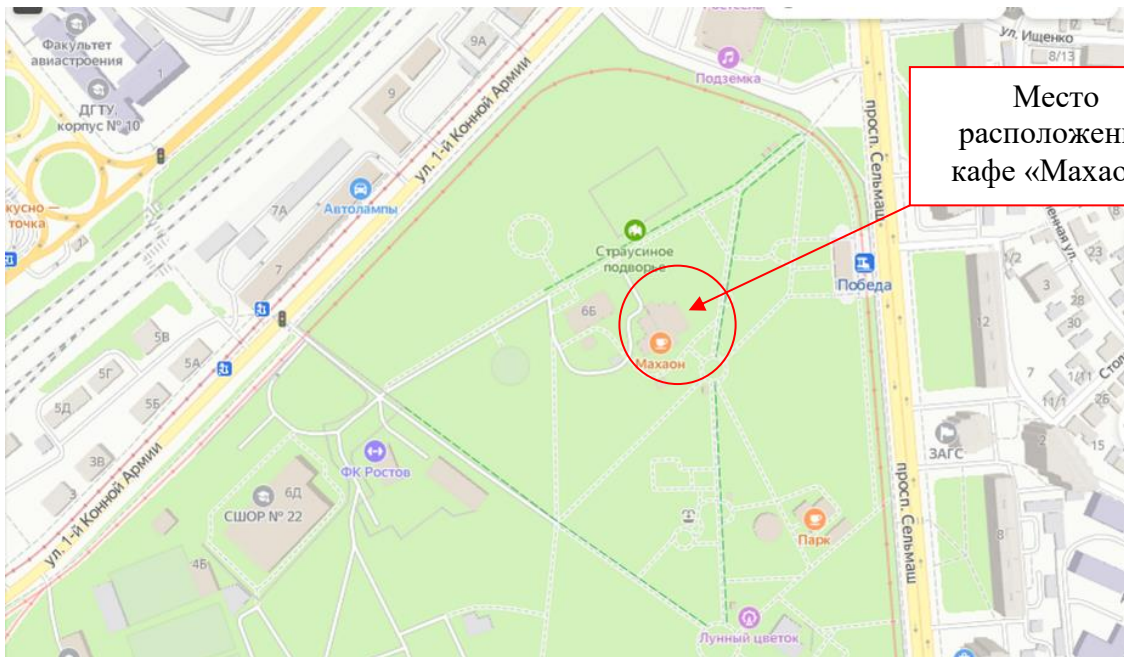 Факультет
авиастроения
1
ДГТУ,
корпус № 10
9А
9
ул. 1-й Конной Армии
Подземка
ул. Ищенко
12
8/13
просп. Сельмаш
Место
расположени
кафе «Махао
точка
7А
Автолампы
7
Страусиное
подворье
6Б
Махаон
Победа
1/2
3
23
28
30
12
7
1/11
11/1
26
2
15
5В
5А
5Г
5Д
5Б
3В
3
ул. 1-й Конной Армии
ФК Ростов
6Д
СШОР № 22
4Б
ЗАГС
просп. Сельмаш
8
Парк
Лунный цветок